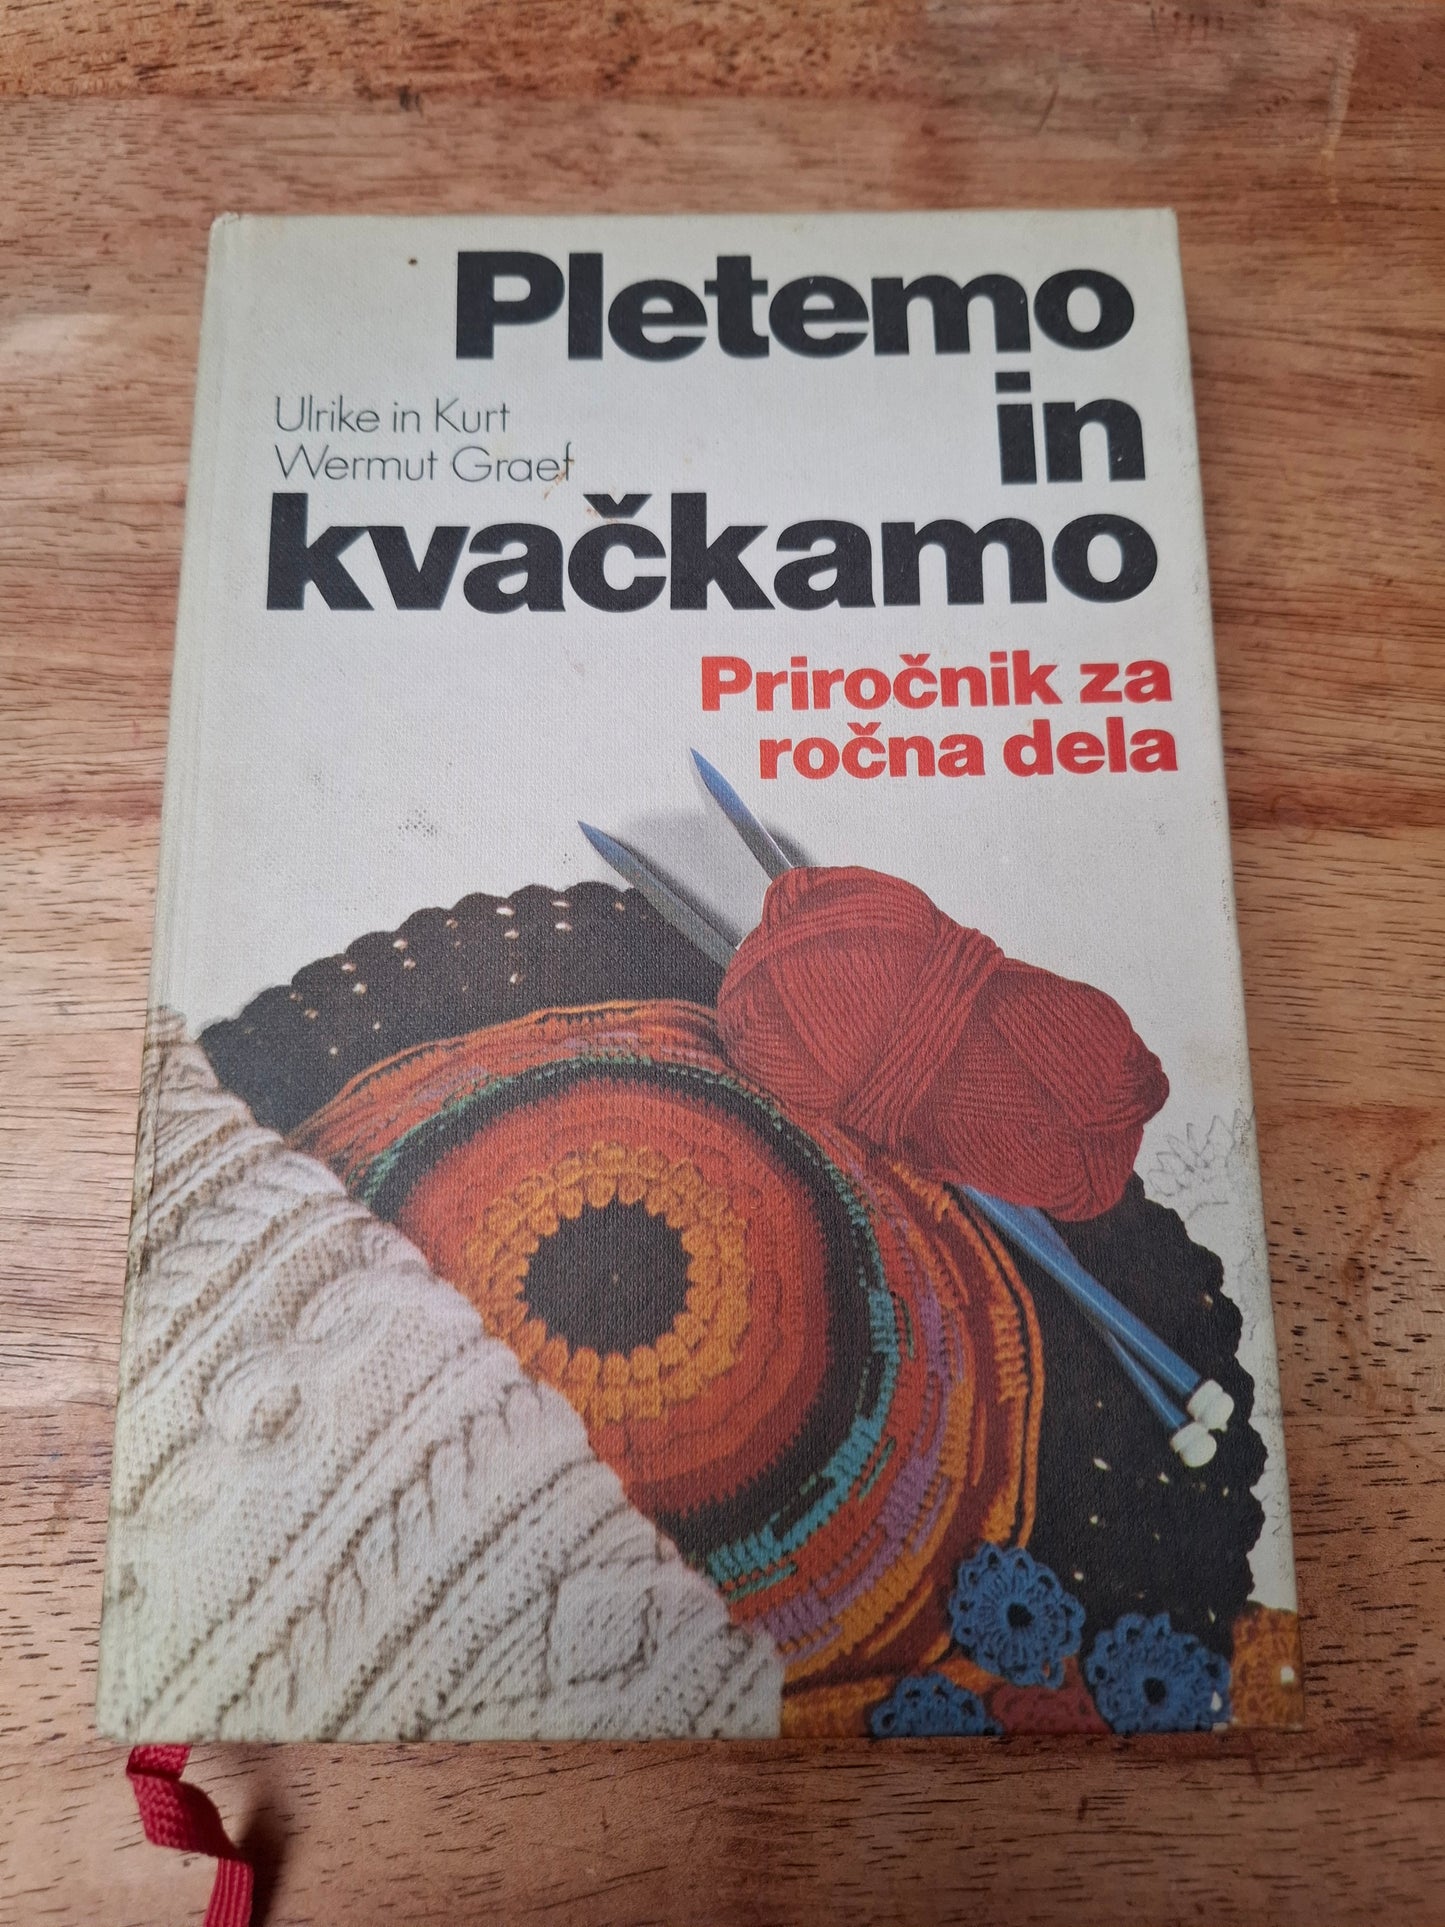 Pletemo
Ulrike in Kurt
Wermut Graef
in
kvačkamo
Priročnik za
ročna dela